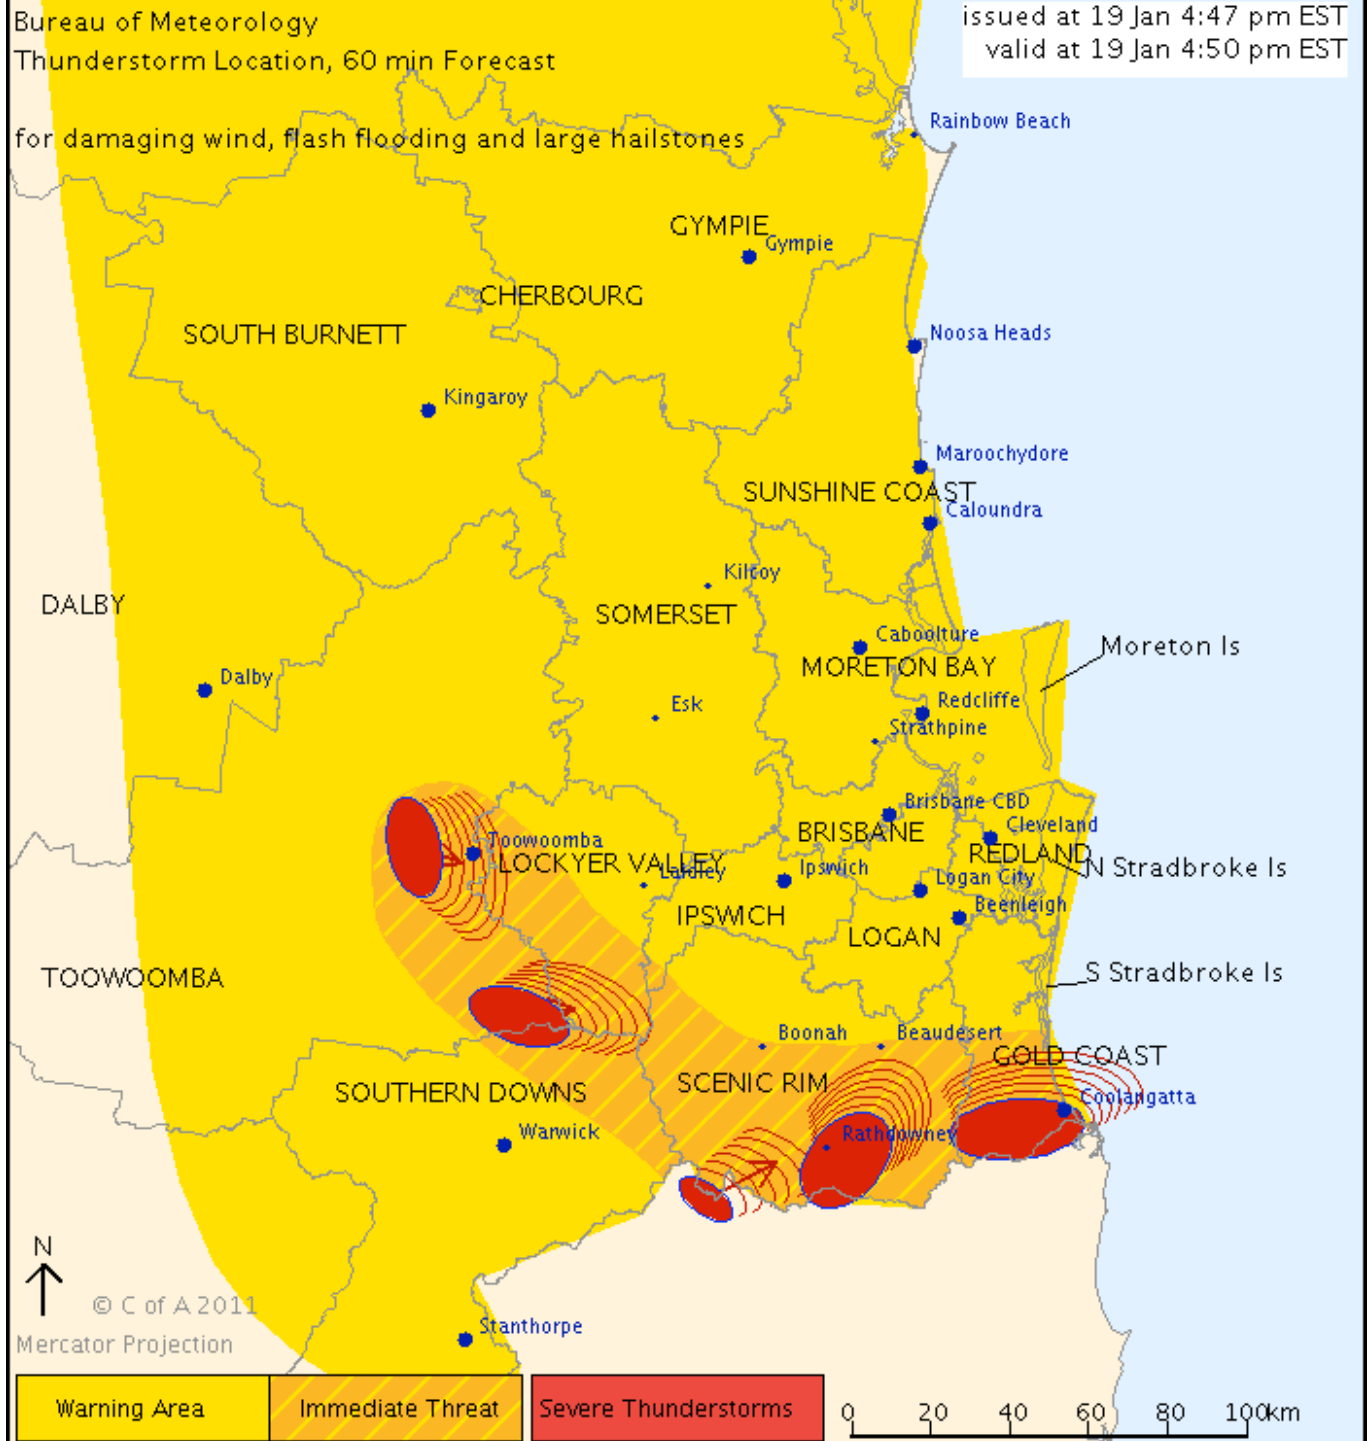 Bureau of Meteorology
issued at 19 Jan 4:47 pm EST
Thunderstorm Location, 60 min Forecast
valid at 19 Jan 4:50 pm EST
for damaging wind, flash flooding and large hailstones
Rainbow Beach
GYMPIE
Gympie
CHERBOURG
SOUTH BURNETT
Noosa Heads
Kingaroy
Maroochydore
SUNSHINE COAST
Caloundra
Kilcoy
DALBY
SOMERSET
Caboolture
Moreton Is
MORETON BAY
Dalby
Esk
Redcliffe
Strathpine
Brisbane CBD
BRISBANE
Cleveland
Toowoomba
REDLAND
LOCKYER VALLEY
Laidley
Ipswich
N Stradbroke Is
Logan City
IPSWICH
Beenleigh
LOGAN
TOOWOOMBA
S Stradbroke Is
Boonah
Beaudesert
GOLD COAST
SCENIC RIM
SOUTHERN DOWNS
Coolangatta
Warwick
Rathdowney
N
© C of A 2011
Stanthorpe
Mercator Projection
Warning Area
Immediate Threat
Severe Thunderstorms
0 20 40 60 80 100km